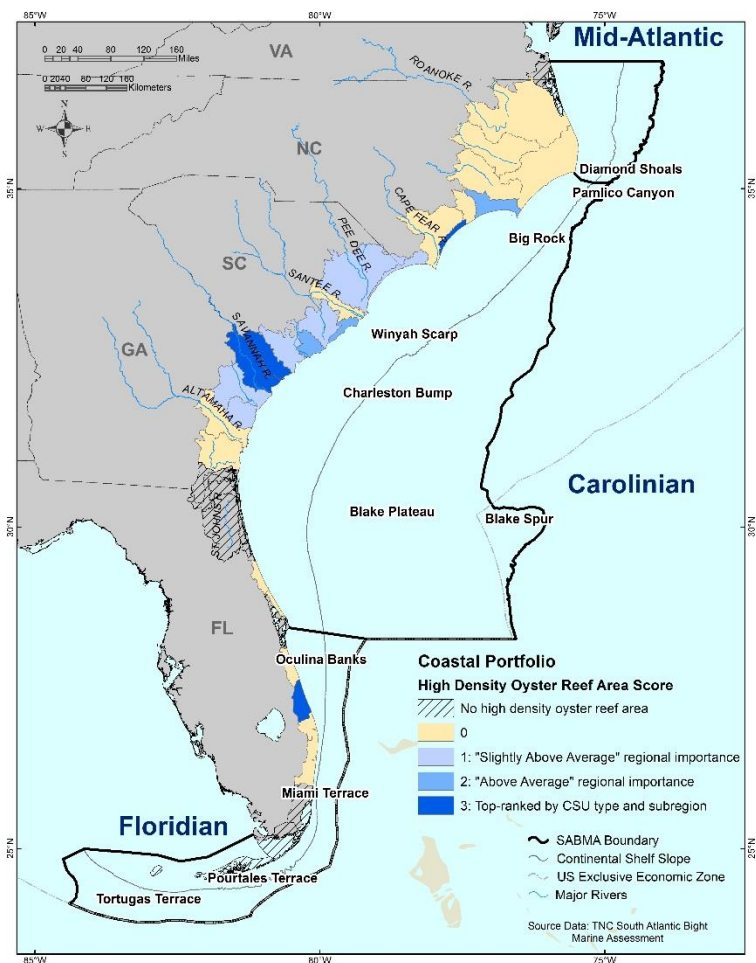 Mid-Atlantic
0 20 40 80 120 160
Miles
0 20 40 80 120 160
Kilometers
N
W E
S
VA
ROANOKE R.
NC
Diamond Shoals
Pamlico Canyon
CAPE FEAR R.
Big Rock
PEE DEE R.
SC
SANTEE R.
Winyah Scarp
SAVANNAH R.
GA
Charleston Bump
ALTAMAHA R.
Carolinian
Blake Plateau
Blake Spur
ST JOHNS R.
FL
Oculina Banks
Miami Terrace
Floridian
Pourtales Terrace
Tortugas Terrace
85°W 80°W 75°W
35°N 35°N
30°N 30°N
25°N 25°N
85°W 80°W 75°W
Coastal Portfolio
High Density Oyster Reef Area Score
No high density oyster reef area
0
1: "Slightly Above Average" regional importance
2: "Above Average" regional importance
3: Top-ranked by CSU type and subregion
SABMA Boundary
Continental Shelf Slope
US Exclusive Economic Zone
Major Rivers
Source Data: TNC South Atlantic Bight
Marine Assessment